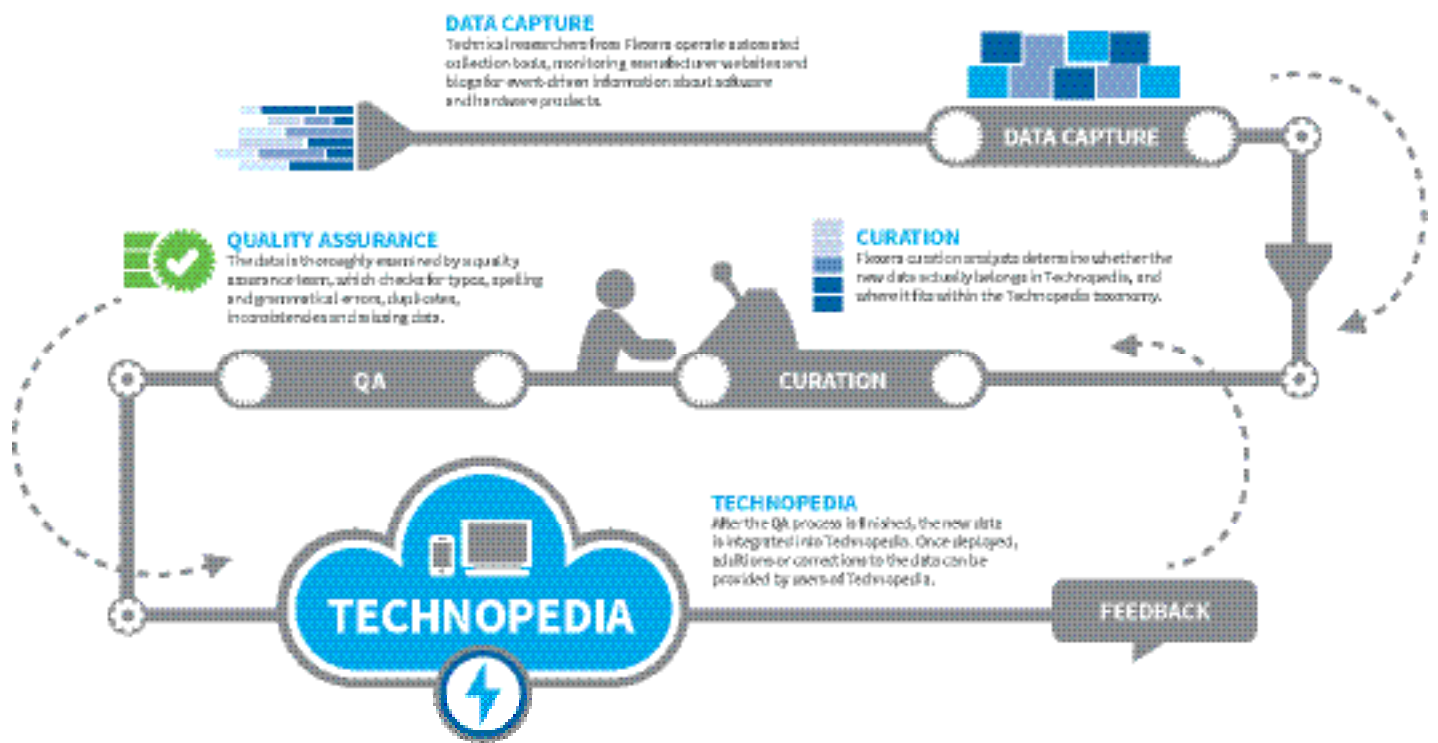 DATA CAPTURE
Technical researchers from Flexera operate automated
collection tools, monitoring manufacturer websites and
blogs for event-driven information about software
and hardware products.
DATA CAPTURE
QUALITY ASSURANCE
The data is thoroughly examined by a quality
assurance team, which checks for typos, spelling
and grammatical errors, duplicates,
inconsistencies and missing data.
CURATION
Flexera curation analysts determine whether the
new data actually belongs in Technopedia, and
where it fits within the Technopedia taxonomy.
QA
CURATION
TECHNOPEDIA
After the QA process is finished, the new data
is integrated into Technopedia. Once deployed,
additions or corrections to the data can be
provided by users of Technopedia.
TECHNOPEDIA
FEEDBACK